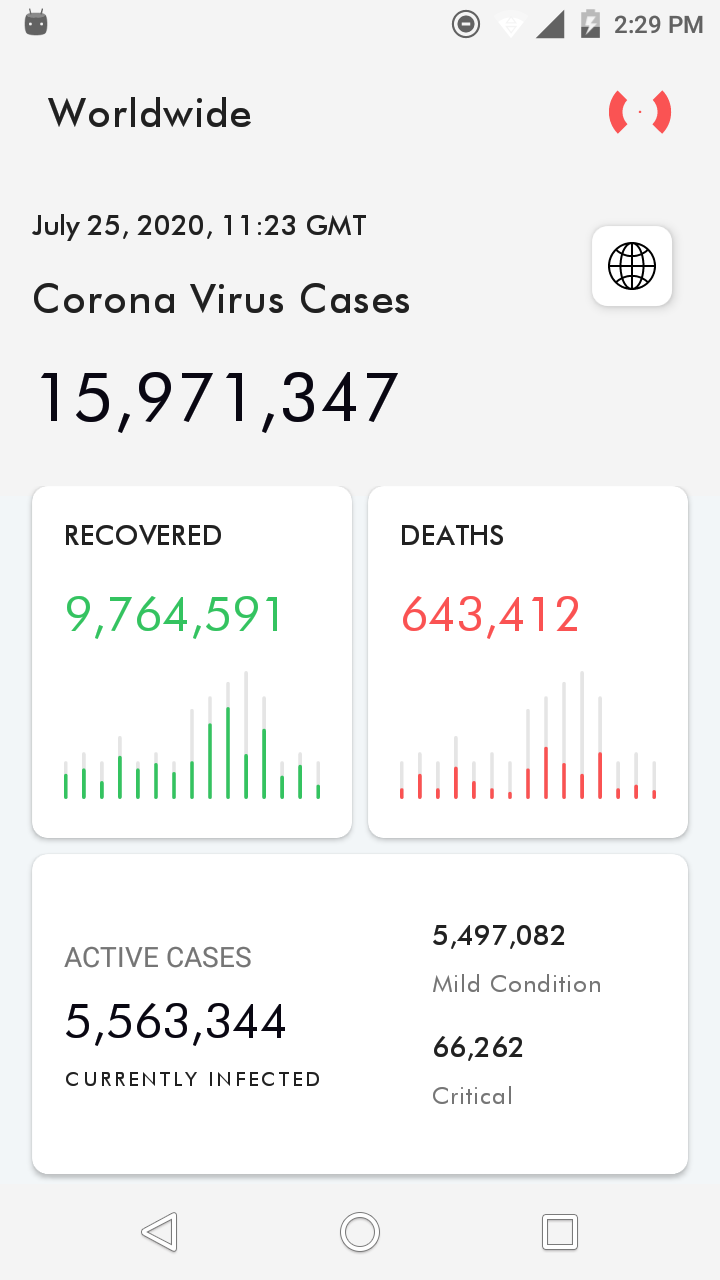 2:29 PM
Worldwide
July 25, 2020, 11:23 GMT
Corona Virus Cases
15,971,347
RECOVERED
9,764,591
DEATHS
643,412
ACTIVE CASES
5,563,344
CURRENTLY INFECTED
5,497,082
Mild Condition
66,262
Critical